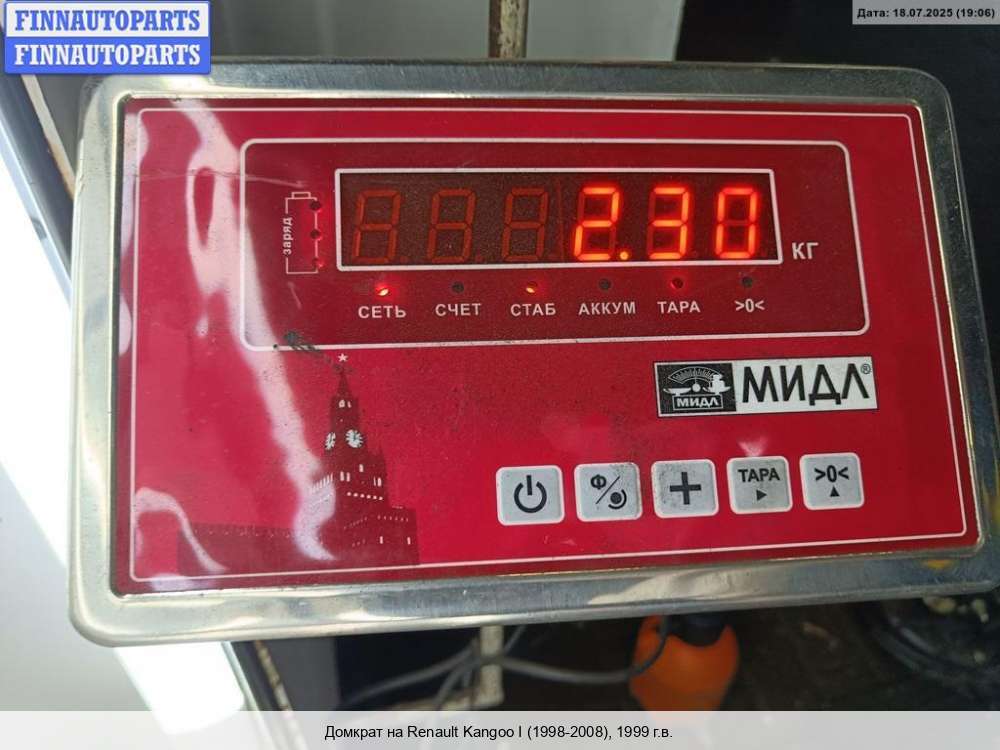 FINNAUTOPARTS
FINNAUTOPARTS
Дата: 18.07.2025 (19:06)
заряд
2.30
КГ
СЕТЬ СЧЕТ СТАБ АККУМ ТАРА >0<
МИДЛ МИДЛ®
Ф/ + ТАРА >0<
Домкрат на Renault Kangoo I (1998-2008), 1999 г.в.